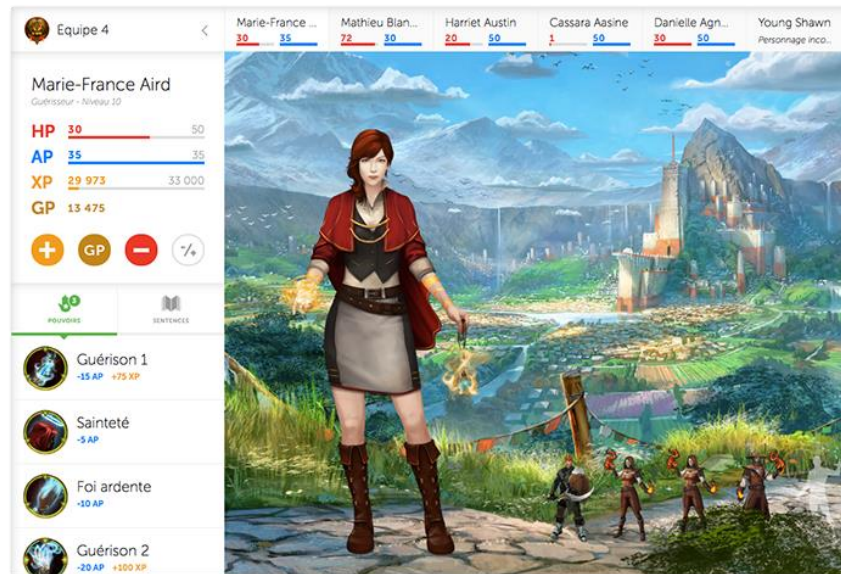 Equipe 4
Marie-France ...
30 35
Mathieu Blan...
72 30
Harriet Austin
20 50
Cassara Aasine
1 50
Danielle Agn...
30 50
Young Shawn
Personnage inco...
Marie-France Aird
Guérisseur - Niveau 10
HP 30 50
AP 35 35
XP 29 973 33 000
GP 13 475
GP
-/+
POUVOIRS
SENTENCES
Guérison 1
-15 AP +75 XP
Sainteté
-5 AP
Foi ardente
-10 AP
Guérison 2
-20 AP +100 XP